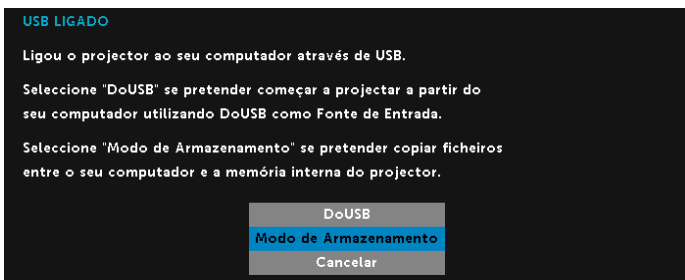 USB LIGADO
Ligou o projector ao seu computador através de USB.
Seleccione "DoUSB" se pretender começar a projectar a partir do
seu computador utilizando DoUSB como Fonte de Entrada.
Seleccione "Modo de Armazenamento" se pretender copiar ficheiros
entre o seu computador e a memória interna do projector.
DoUSB
Modo de Armazenamento
Cancelar